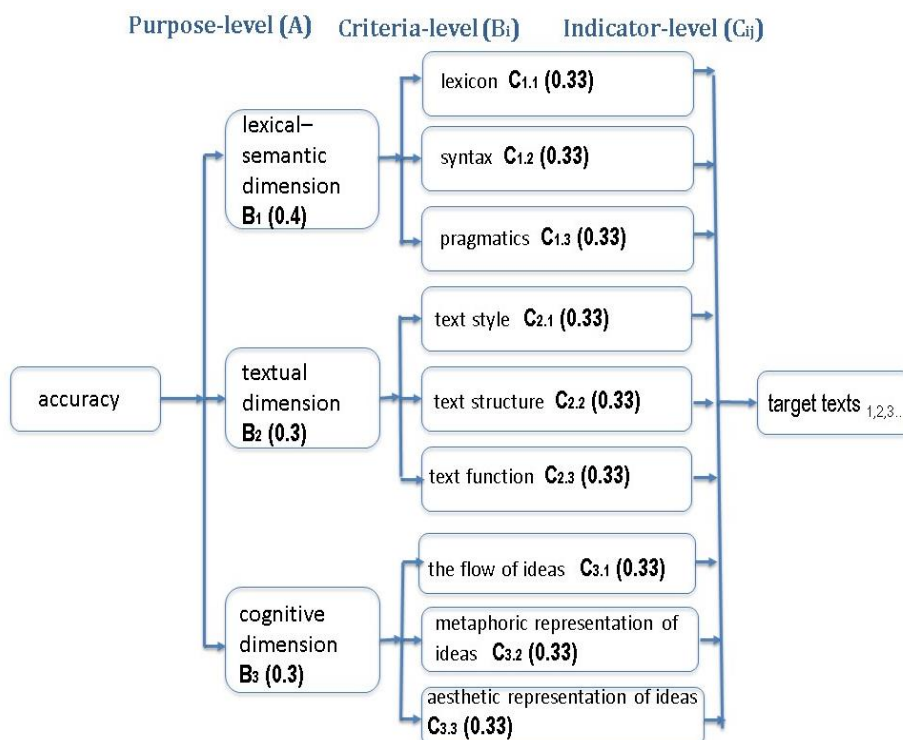 Purpose-level (A) Criteria-level (Bi) Indicator-level (Cij)
accuracy
lexical–
semantic
dimension
B1 (0.4)
lexicon C1.1 (0.33)
syntax C1.2 (0.33)
pragmatics C1.3 (0.33)
textual
dimension
B2 (0.3)
text style C2.1 (0.33)
text structure C2.2 (0.33)
text function C2.3 (0.33)
cognitive
dimension
B3 (0.3)
the flow of ideas C3.1 (0.33)
metaphoric representation of
ideas C3.2 (0.33)
aesthetic representation of ideas
C3.3 (0.33)
target texts 1,2,3..